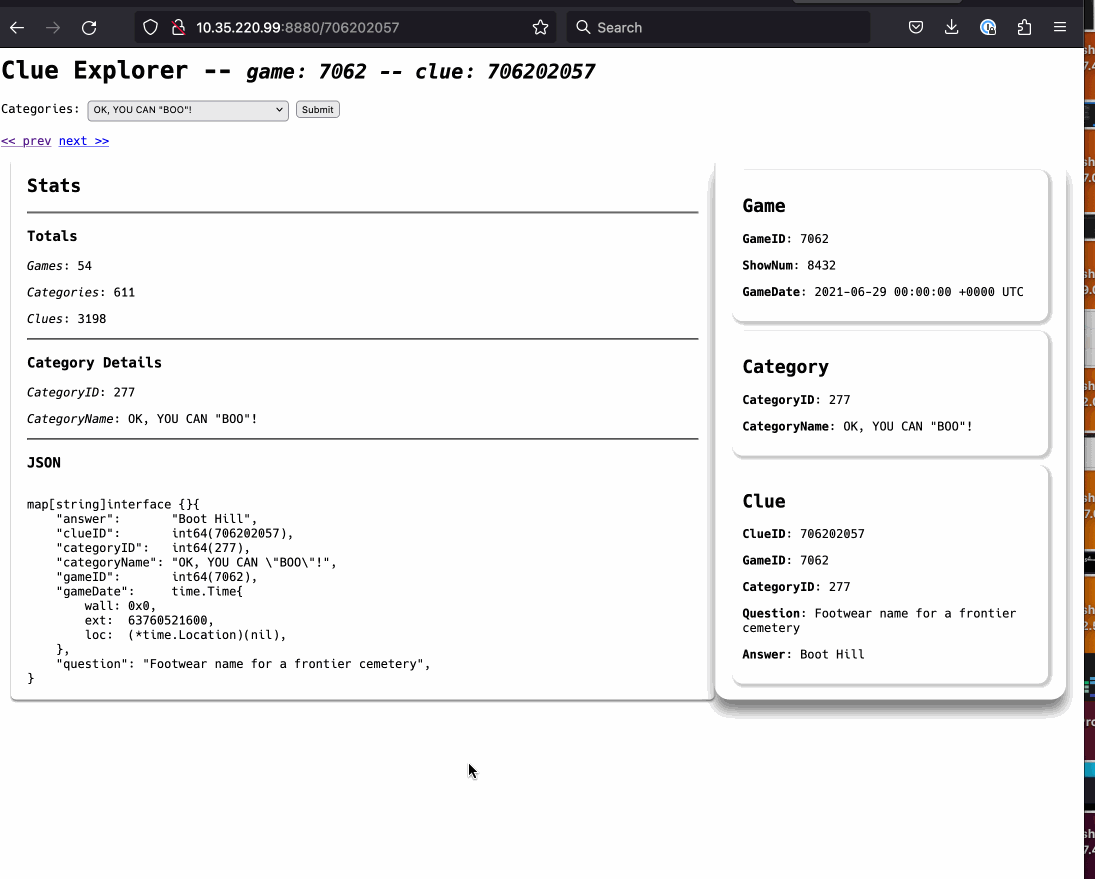 10.35.220.99:8880/706202057
Search
Clue Explorer -- game: 7062 -- clue: 706202057
Categories: OK, YOU CAN "BOO"! Submit
<< prev next >>
Stats
Totals
Games: 54
Categories: 611
Clues: 3198
Category Details
CategoryID: 277
CategoryName: OK, YOU CAN "BOO"!
JSON
map[string]interface {}{
    "answer":       "Boot Hill",
    "clueID":       int64(706202057),
    "categoryID":   int64(277),
    "categoryName": "OK, YOU CAN \"BOO\"!",
    "gameID":       int64(7062),
    "gameDate":     time.Time{
        wall: 0x0,
        ext:  63760521600,
        loc:  (*time.Location)(nil),
    },
    "question": "Footwear name for a frontier cemetery",
}
Game
GameID: 7062
ShowNum: 8432
GameDate: 2021-06-29 00:00:00 +0000 UTC
Category
CategoryID: 277
CategoryName: OK, YOU CAN "BOO"!
Clue
ClueID: 706202057
GameID: 7062
CategoryID: 277
Question: Footwear name for a frontier
cemetery
Answer: Boot Hill